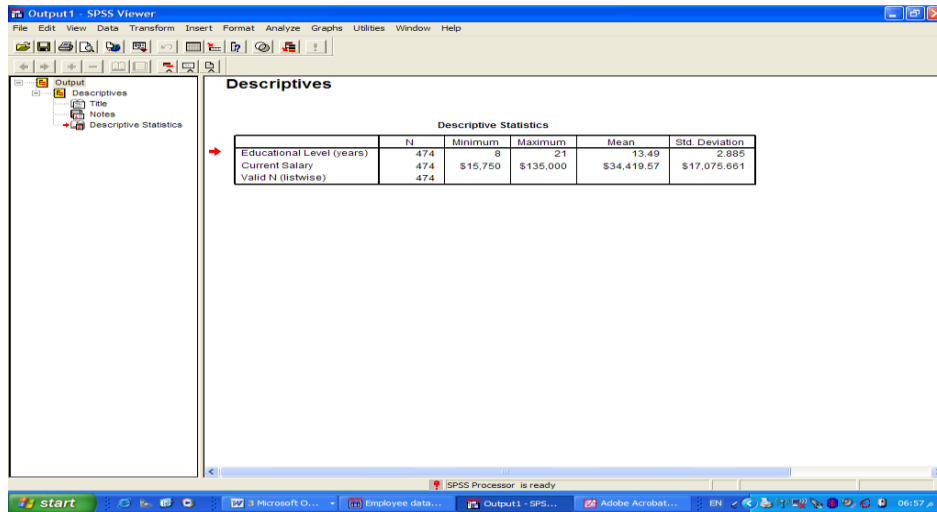 Output1 - SPSS Viewer
File Edit View Data Transform Insert Format Analyze Graphs Utilities Window Help
Output
Descriptives
Title
Notes
Descriptive Statistics
Descriptives
Descriptive Statistics
N Minimum Maximum Mean Std. Deviation
Educational Level (years) 474 8 21 13.49 2.885
Current Salary 474 $15,750 $135,000 $34,419.57 $17,075.661
Valid N (listwise) 474
SPSS Processor is ready
start 3 Microsoft O... Employee data... Output1 - SPS... Adobe Acrobat... EN 06:57 م